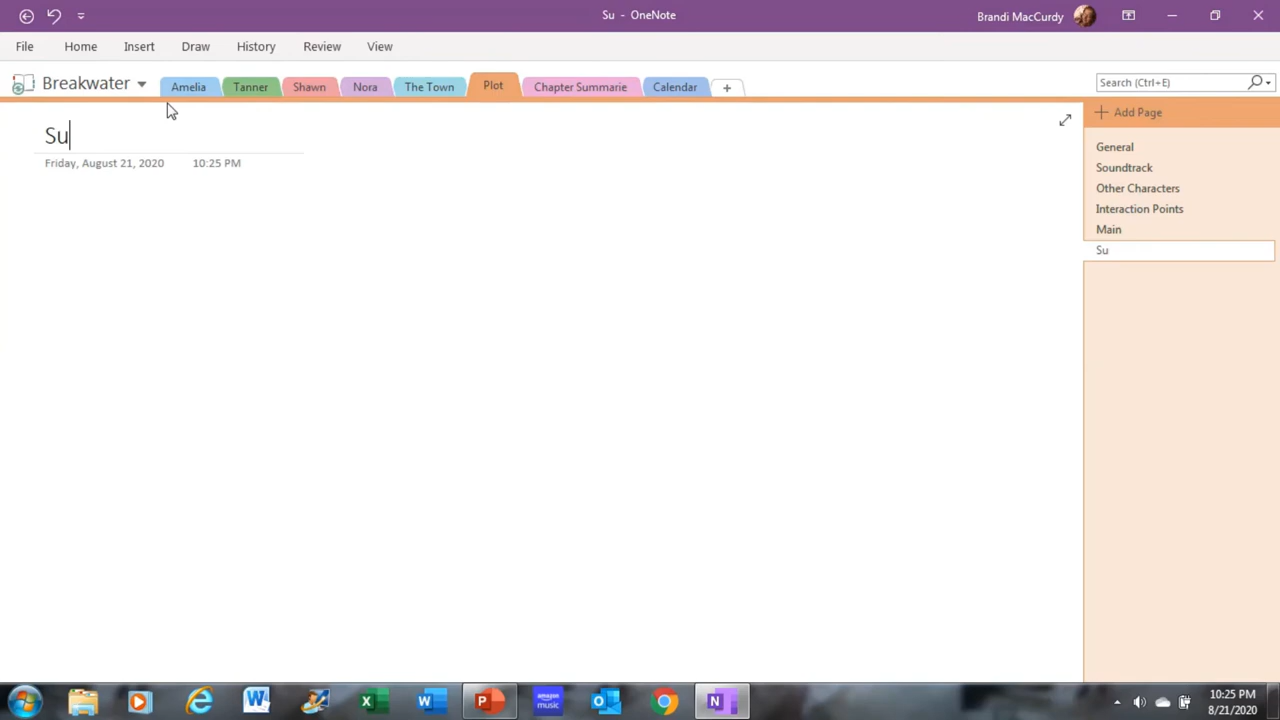 Su - OneNote
Brandi MacCurdy
File Home Insert Draw History Review View
Breakwater Amelia Tanner Shawn Nora The Town Plot Chapter Summarie Calendar +
Search (Ctrl+E)
Add Page
Su
Friday, August 21, 2020 10:25 PM
General
Soundtrack
Other Characters
Interaction Points
Main
Su
amazon
music
10:25 PM
8/21/2020